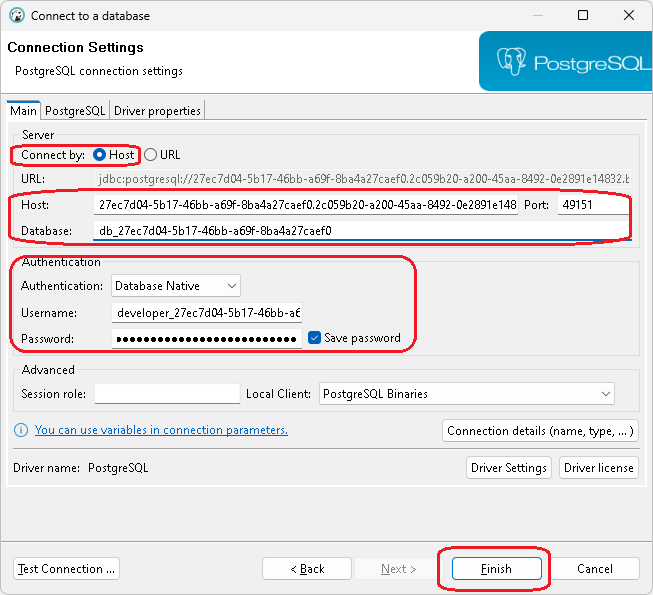 Connect to a database
Connection Settings
PostgreSQL connection settings
PostgreSQL
Main PostgreSQL Driver properties
Server
Connect by: Host URL
URL: jdbc:postgresql://27ec7d04-5b17-46bb-a69f-8ba4a27caef0.2c059b20-a200-45aa-8492-0e2891e14832.b
Host: 27ec7d04-5b17-46bb-a69f-8ba4a27caef0.2c059b20-a200-45aa-8492-0e2891e148 Port: 49151
Database: db_27ec7d04-5b17-46bb-a69f-8ba4a27caef0
Authentication
Authentication: Database Native
Username: developer_27ec7d04-5b17-46bb-a6
Password: ●●●●●●●●●●●●●●●●●●●●●●●●●●● Save password
Advanced
Session role: Local Client: PostgreSQL Binaries
You can use variables in connection parameters. Connection details (name, type, ... )
Driver name: PostgreSQL Driver Settings Driver license
Test Connection ... < Back Next > Finish Cancel